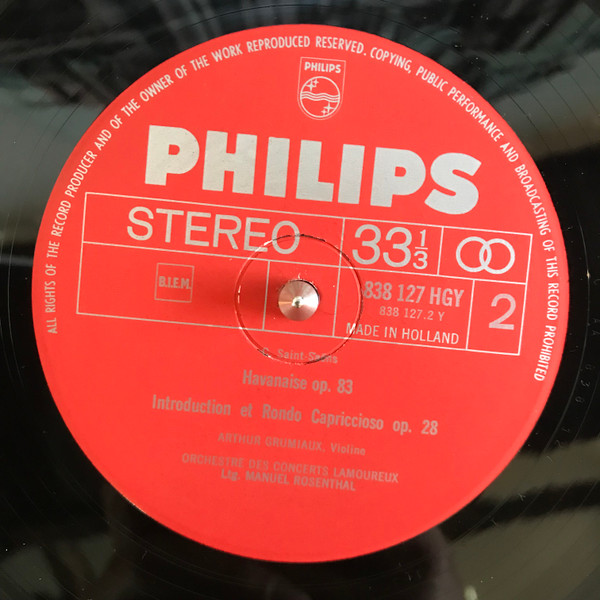 ALL RIGHTS OF THE RECORD PRODUCER AND OF THE OWNER OF THE WORK REPRODUCED RESERVED. COPYING, PUBLIC PERFORMANCE AND BROADCASTING OF THIS RECORD PROHIBITED
PHILIPS
PHILIPS
STEREO
33 1/3
B.I.E.M.
838 127 HGY
838 127.2 Y
MADE IN HOLLAND
2
C. Saint-Saëns
Havanaise op. 83
Introduction et Rondo Capriccioso op. 28
ARTHUR GRUMIAUX, Violine
ORCHESTRE DES CONCERTS LAMOUREUX
Ltg. MANUEL ROSENTHAL